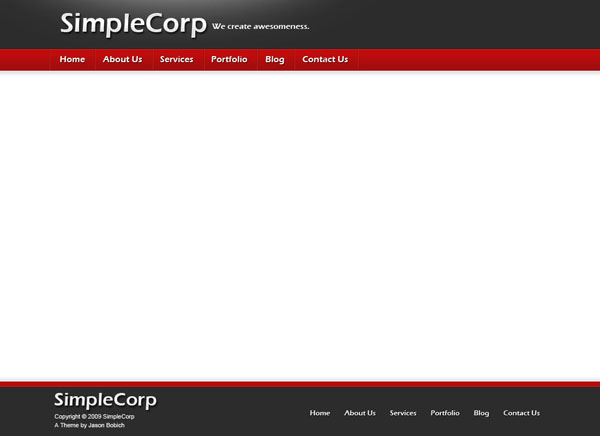 SimpleCorp We create awesomeness.
Home About Us Services Portfolio Blog Contact Us
SimpleCorp
Copyright © 2009 SimpleCorp
A Theme by Jason Bobich
Home About Us Services Portfolio Blog Contact Us